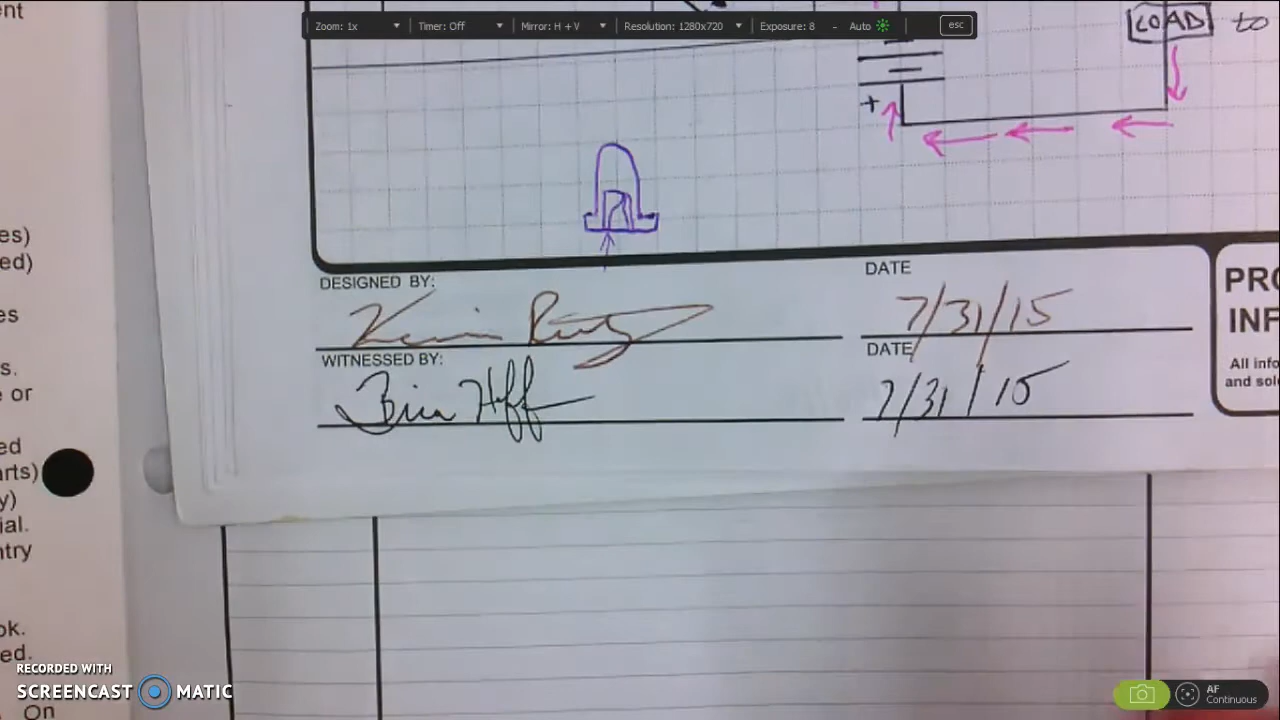 ent
Zoom: 1x Timer: Off Mirror: H + V Resolution: 1280x720 Exposure: 8 - Auto esc
LOAD to
+
es)
ed)
es
s.
e or
ed
arts)
y)
ial.
ntry
ok.
ed.
On
DESIGNED BY:
DATE
7/31/15
WITNESSED BY:
DATE
7/31/15
PRO
INF
All info
and sol
RECORDED WITH
SCREENCAST MATIC
AF
Continuous